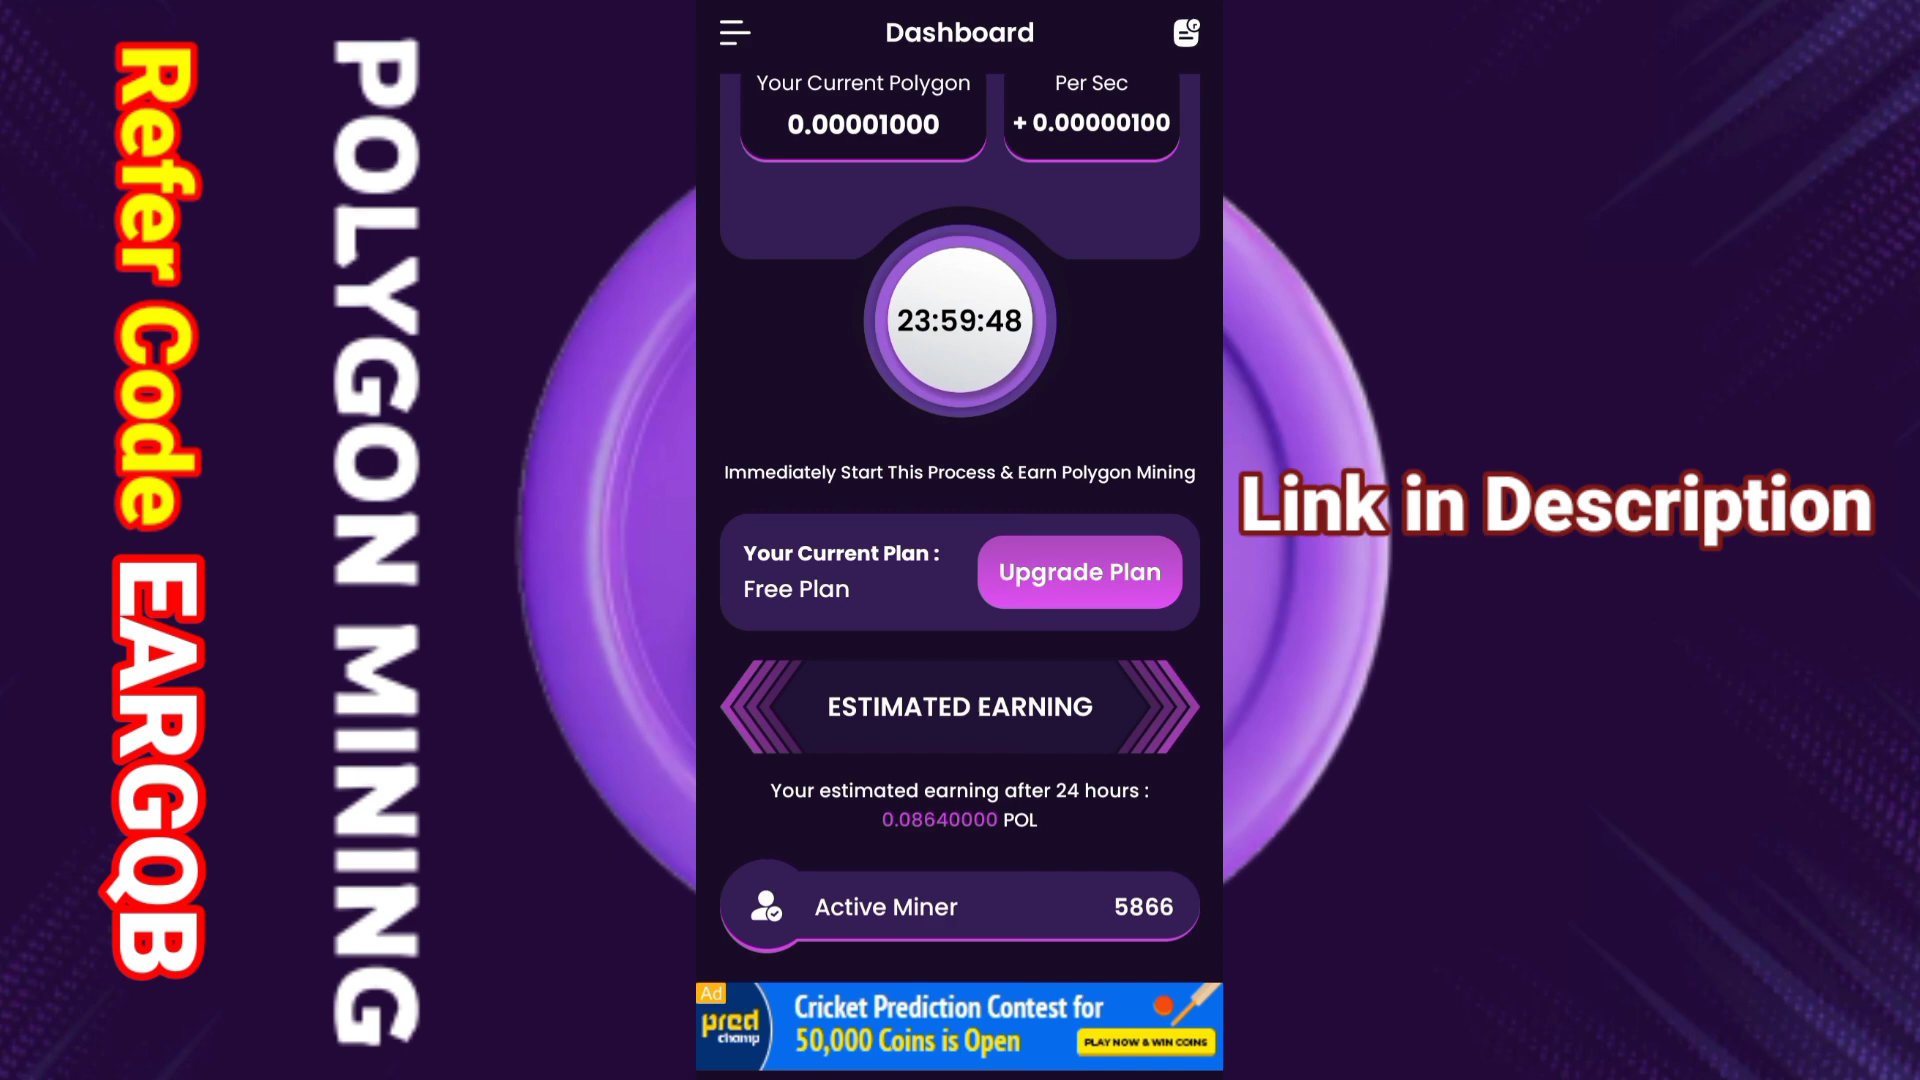 Refer Code EARGQB
POLYGON MINING
Dashboard
Your Current Polygon
0.00001000
Per Sec
+ 0.00000100
23:59:48
Immediately Start This Process & Earn Polygon Mining
Your Current Plan :
Free Plan
Upgrade Plan
ESTIMATED EARNING
Your estimated earning after 24 hours :
0.08640000 POL
Active Miner 5866
Link in Description
Ad
pred
champ
Cricket Prediction Contest for
50,000 Coins is Open
PLAY NOW & WIN COINS